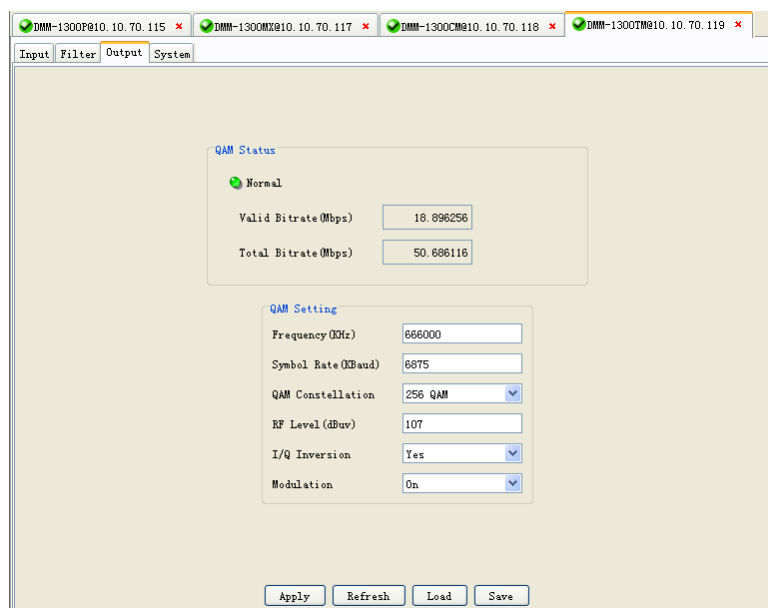 DMM-1300P@10.10.70.115 × DMM-1300MX@10.10.70.117 × DMM-1300CM@10.10.70.118 × DMM-1300TM@10.10.70.119 ×
Input Filter Output System
QAM Status
Normal
Valid Bitrate(Mbps) 18.896256
Total Bitrate(Mbps) 50.686116
QAM Setting
Frequency(KHz) 666000
Symbol Rate(KBaud) 6875
QAM Constellation 256 QAM
RF Level(dBuv) 107
I/Q Inversion Yes
Modulation On
Apply Refresh Load Save